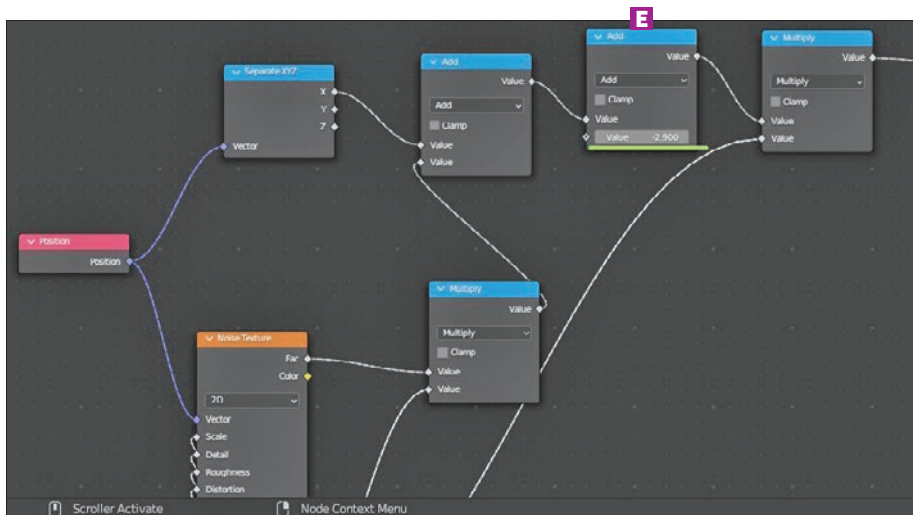 E
Separate XYZ
X
Y
Z
Vector
Add
Value
Add
Clamp
Value
Value
Add
Value
Add
Clamp
Value
Value -2.900
Multiply
Value
Multiply
Clamp
Value
Value
Position
Position
Multiply
Value
Multiply
Clamp
Value
Value
Noise Texture
Fac
Color
2D
Vector
Scale
Detail
Roughness
Distortion
Scroller Activate Node Context Menu